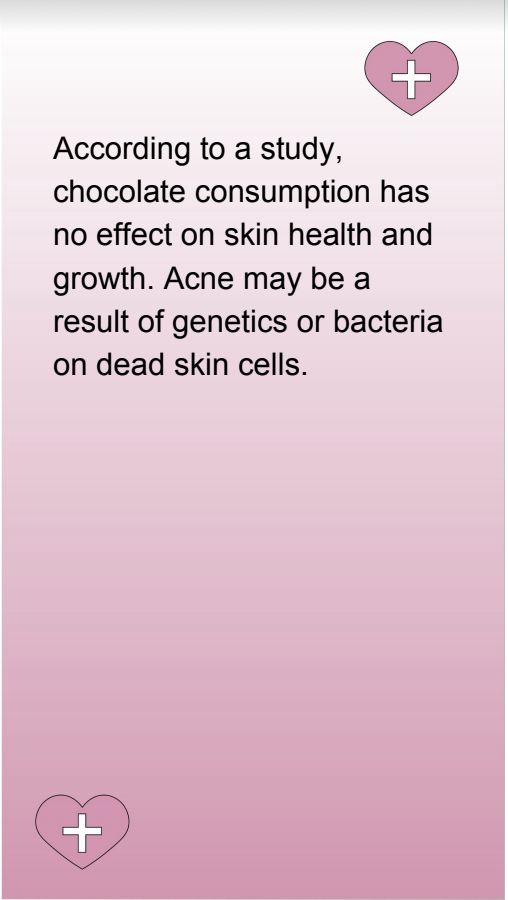 According to a study,
chocolate consumption has
no effect on skin health and
growth. Acne may be a
result of genetics or bacteria
on dead skin cells.